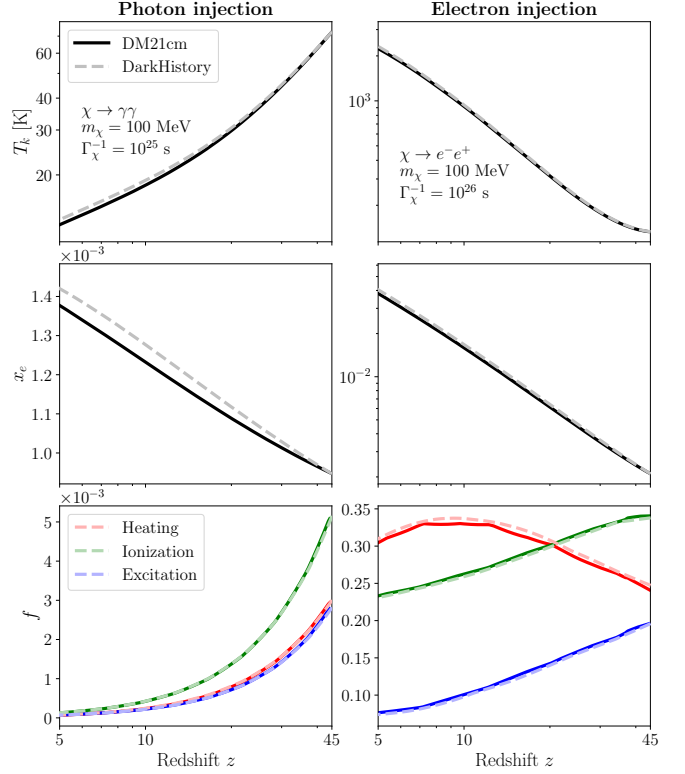 Photon injection
Electron injection
DM21cm
DarkHistory
χ → γγ
m_χ = 100 MeV
Γ_χ^{-1} = 10^{25} s
T_k [K]
60
40
30
20
χ → e^- e^+
m_χ = 100 MeV
Γ_χ^{-1} = 10^{26} s
10^3
×10^{-3}
x_e
1.4
1.3
1.2
1.1
1.0
10^{-2}
×10^{-3}
Heating
Ionization
Excitation
f
5
4
3
2
1
0
5
10
45
Redshift z
0.35
0.30
0.25
0.20
0.15
0.10
5
10
45
Redshift z